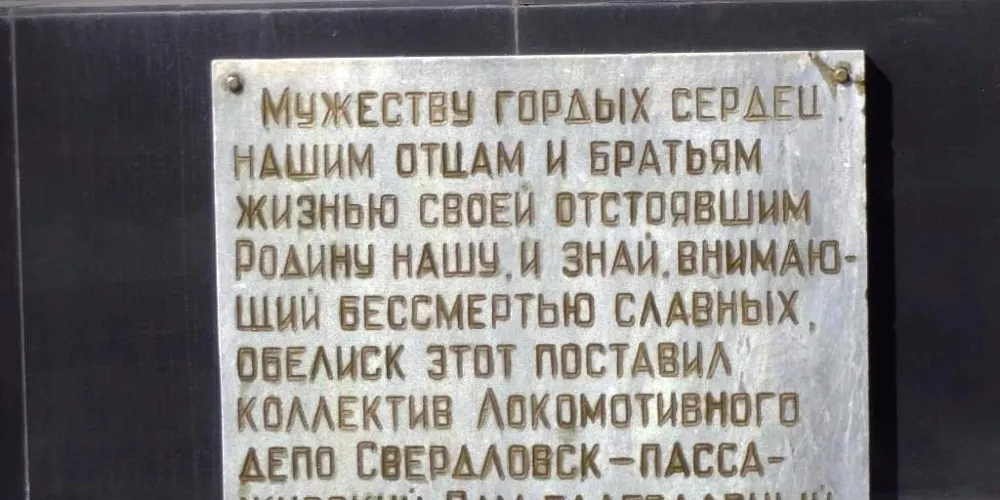 Мужеству гордых сердец,
нашим отцам и братьям
жизнью своей отстоявшим
Родину нашу, и знай, внимаю-
щий бессмертью славных,
обелиск этот поставил
коллектив Локомотивного
депо Свердловск-пасса-